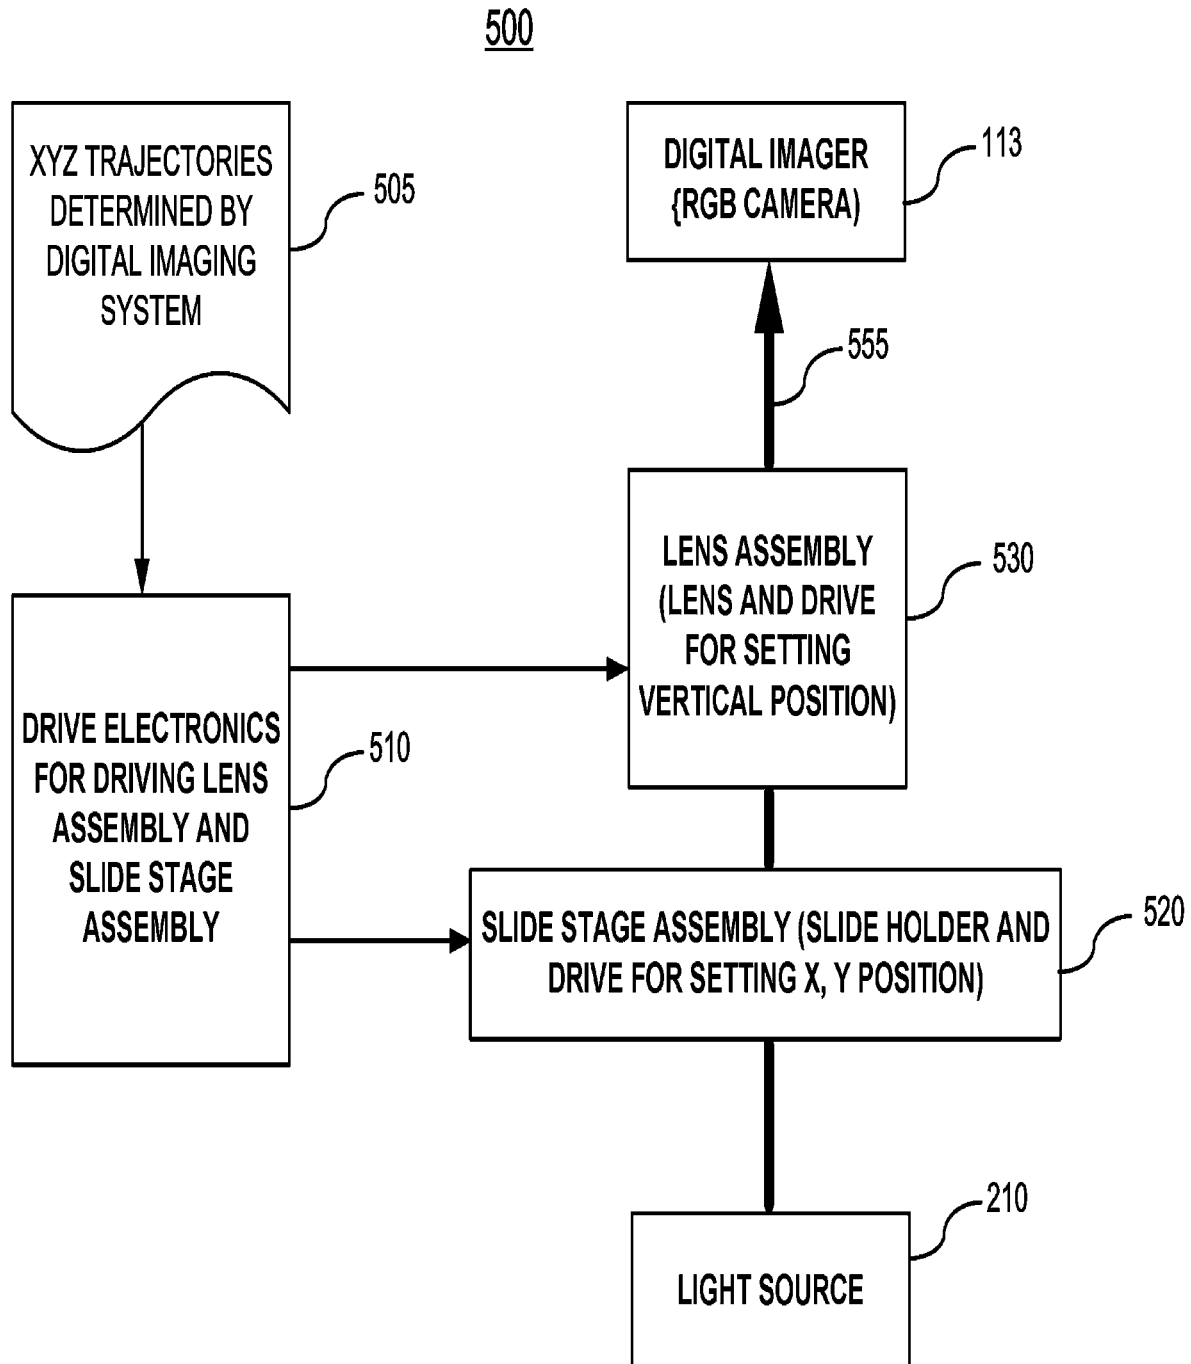 500
XYZ TRAJECTORIES
DETERMINED BY
DIGITAL IMAGING
SYSTEM
505
DIGITAL IMAGER
{RGB CAMERA)
113
555
LENS ASSEMBLY
(LENS AND DRIVE
FOR SETTING
VERTICAL POSITION)
530
DRIVE ELECTRONICS
FOR DRIVING LENS
ASSEMBLY AND
SLIDE STAGE
ASSEMBLY
510
SLIDE STAGE ASSEMBLY (SLIDE HOLDER AND
DRIVE FOR SETTING X, Y POSITION)
520
210
LIGHT SOURCE